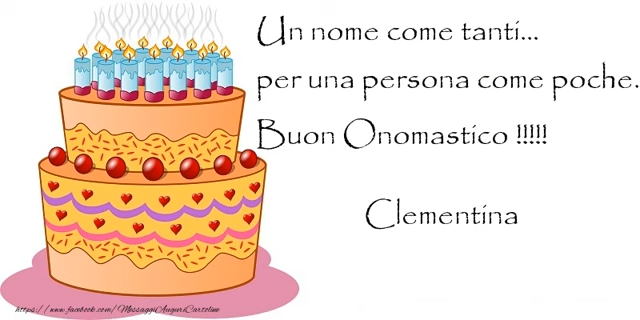 Un nome come tanti...
per una persona come poche.
Buon Onomastico !!!!!
Clementina
https://www.facebook.com/MessaggiAuguriCartoline